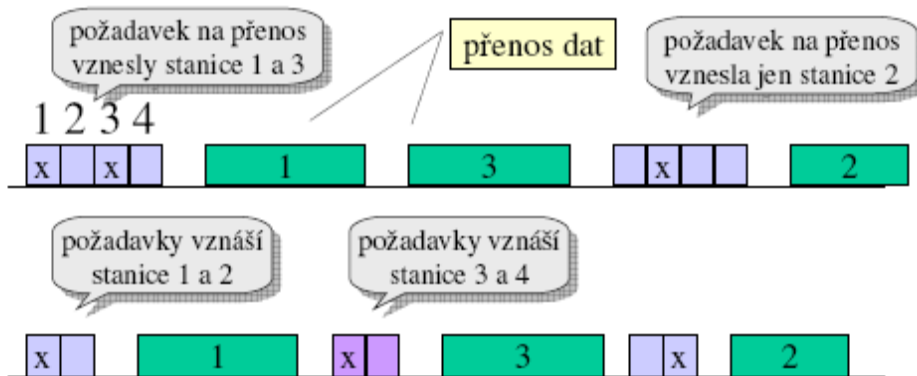 požadavek na přenos
vznesly stanice 1 a 3
přenos dat
požadavek na přenos
vznesla jen stanice 2
1 2 3 4
x x 1 3 x 2
požadavky vznáší
stanice 1 a 2
požadavky vznáší
stanice 3 a 4
x 1 x 3 x 2